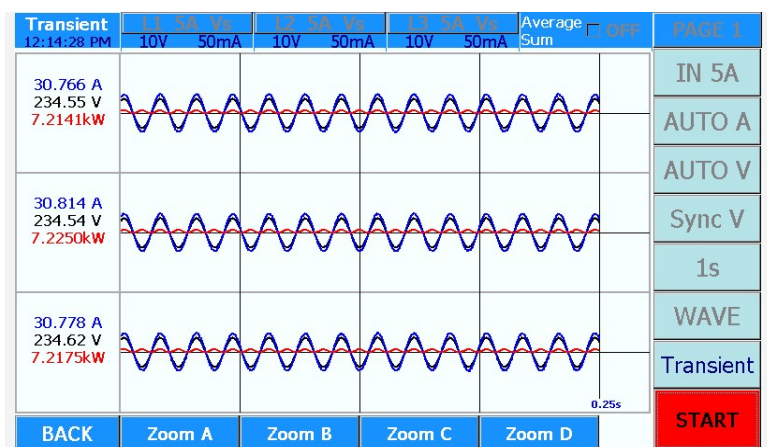 Transient L1 5A Vs L2 5A Vs L3 5A Vs Average OFF PAGE 1
12:14:28 PM 10V 50mA 10V 50mA 10V 50mA Sum
IN 5A
30.766 A
234.55 V
7.2141kW
AUTO A
AUTO V
30.814 A
234.54 V
7.2250kW
Sync V
1s
30.778 A
234.62 V
7.2175kW
WAVE
Transient
0.25s
START
BACK Zoom A Zoom B Zoom C Zoom D